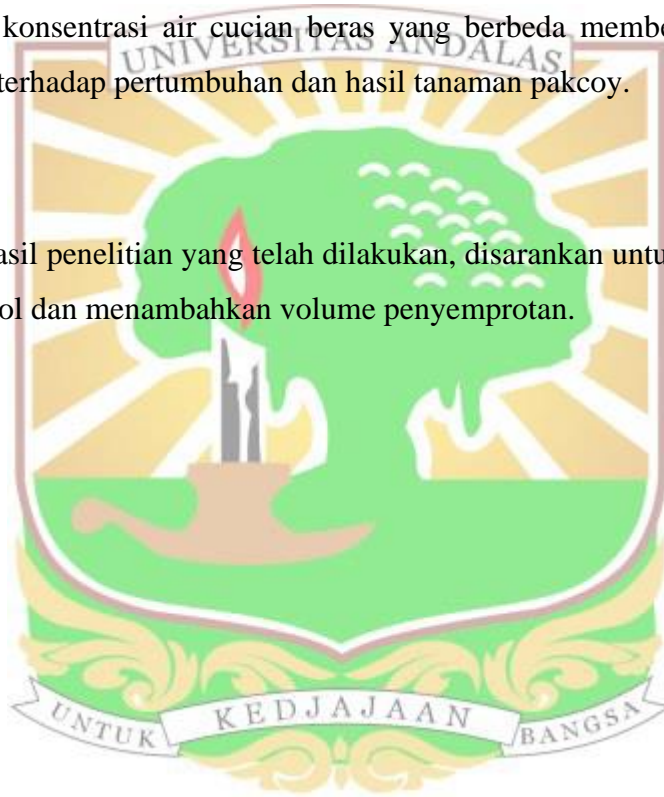 konsentrasi air cucian beras yang berbeda membe
UNIVERSITAS ANDALAS
terhadap pertumbuhan dan hasil tanaman pakcoy.
asil penelitian yang telah dilakukan, disarankan untu
ol dan menambahkan volume penyemprotan.
UNTUK KEDJAJAAN BANGSA